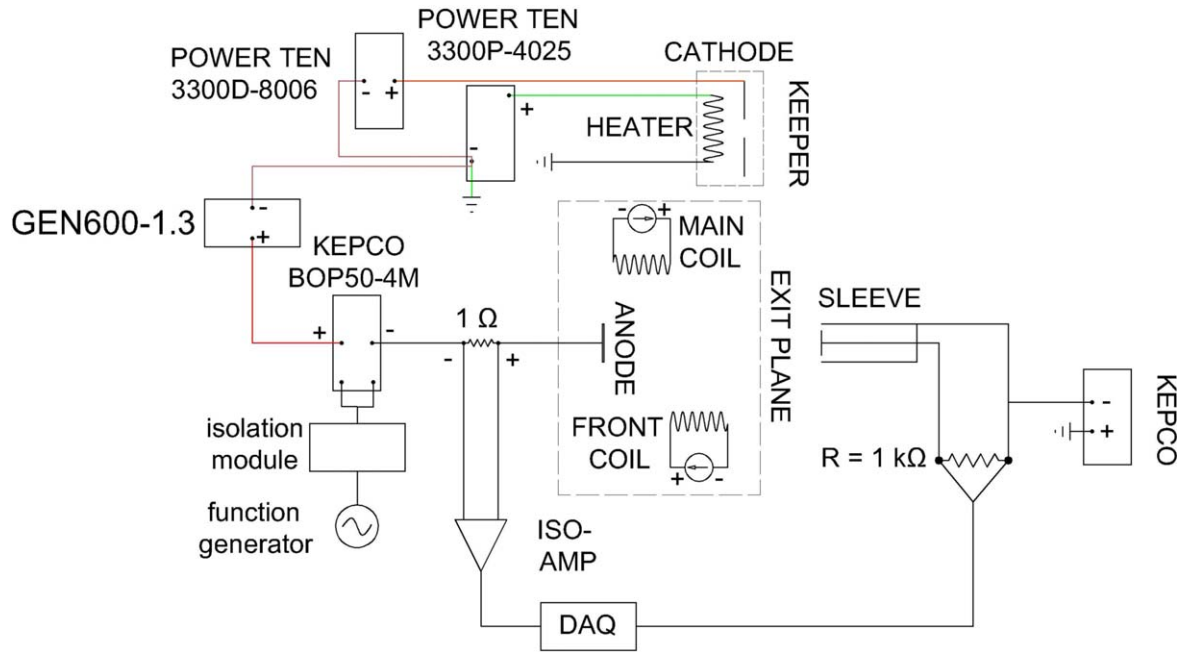 POWER TEN
3300P-4025
POWER TEN
3300D-8006
CATHODE
KEEPER
HEATER
- +
+
-
GEN600-1.3
-
+
KEPCO
BOP50-4M
+ -
1 Ω
- +
- +
MAIN
COIL
ANODE
EXIT PLANE
FRONT
COIL
+ -
SLEEVE
KEPCO
-
+
R = 1 kΩ
isolation
module
function
generator
ISO-
AMP
DAQ